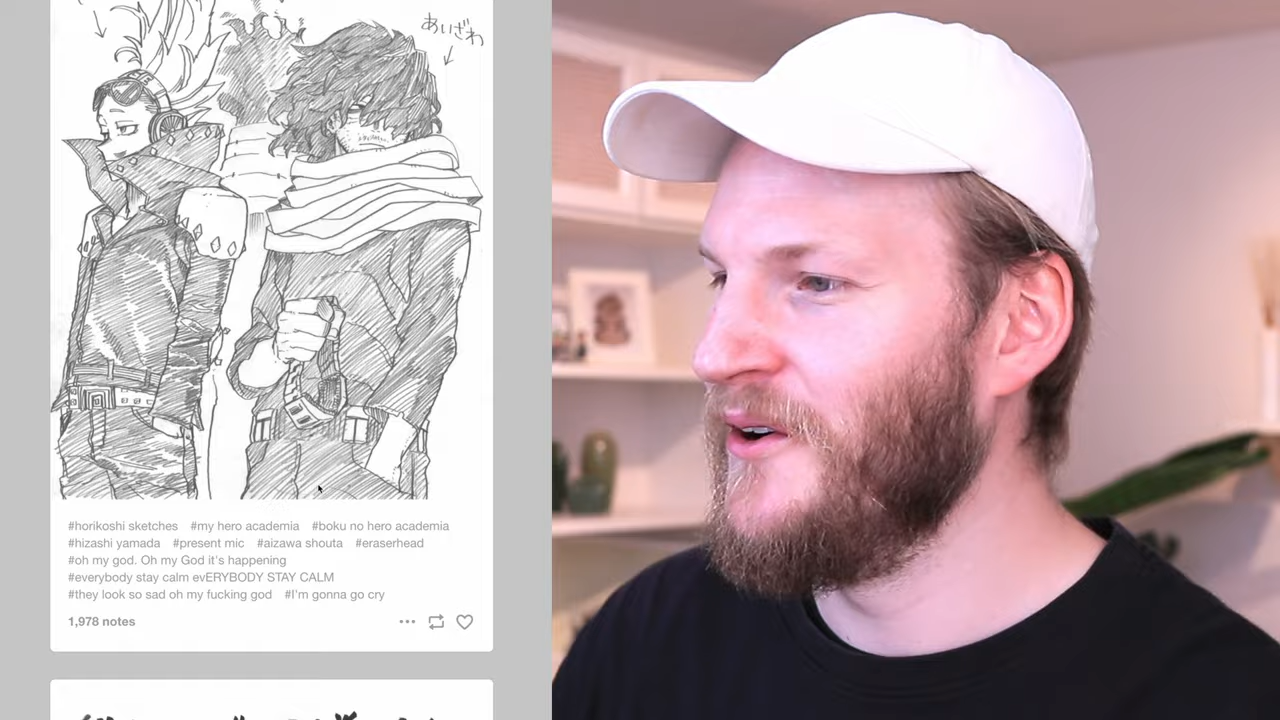 あいざわ
#horikoshi sketches #my hero academia #boku no hero academia
#hizashi yamada #present mic #aizawa shouta #eraserhead
#oh my god. Oh my God it's happening
#everybody stay calm evERYBODY STAY CALM
#they look so sad oh my fucking god #I'm gonna go cry
1,978 notes